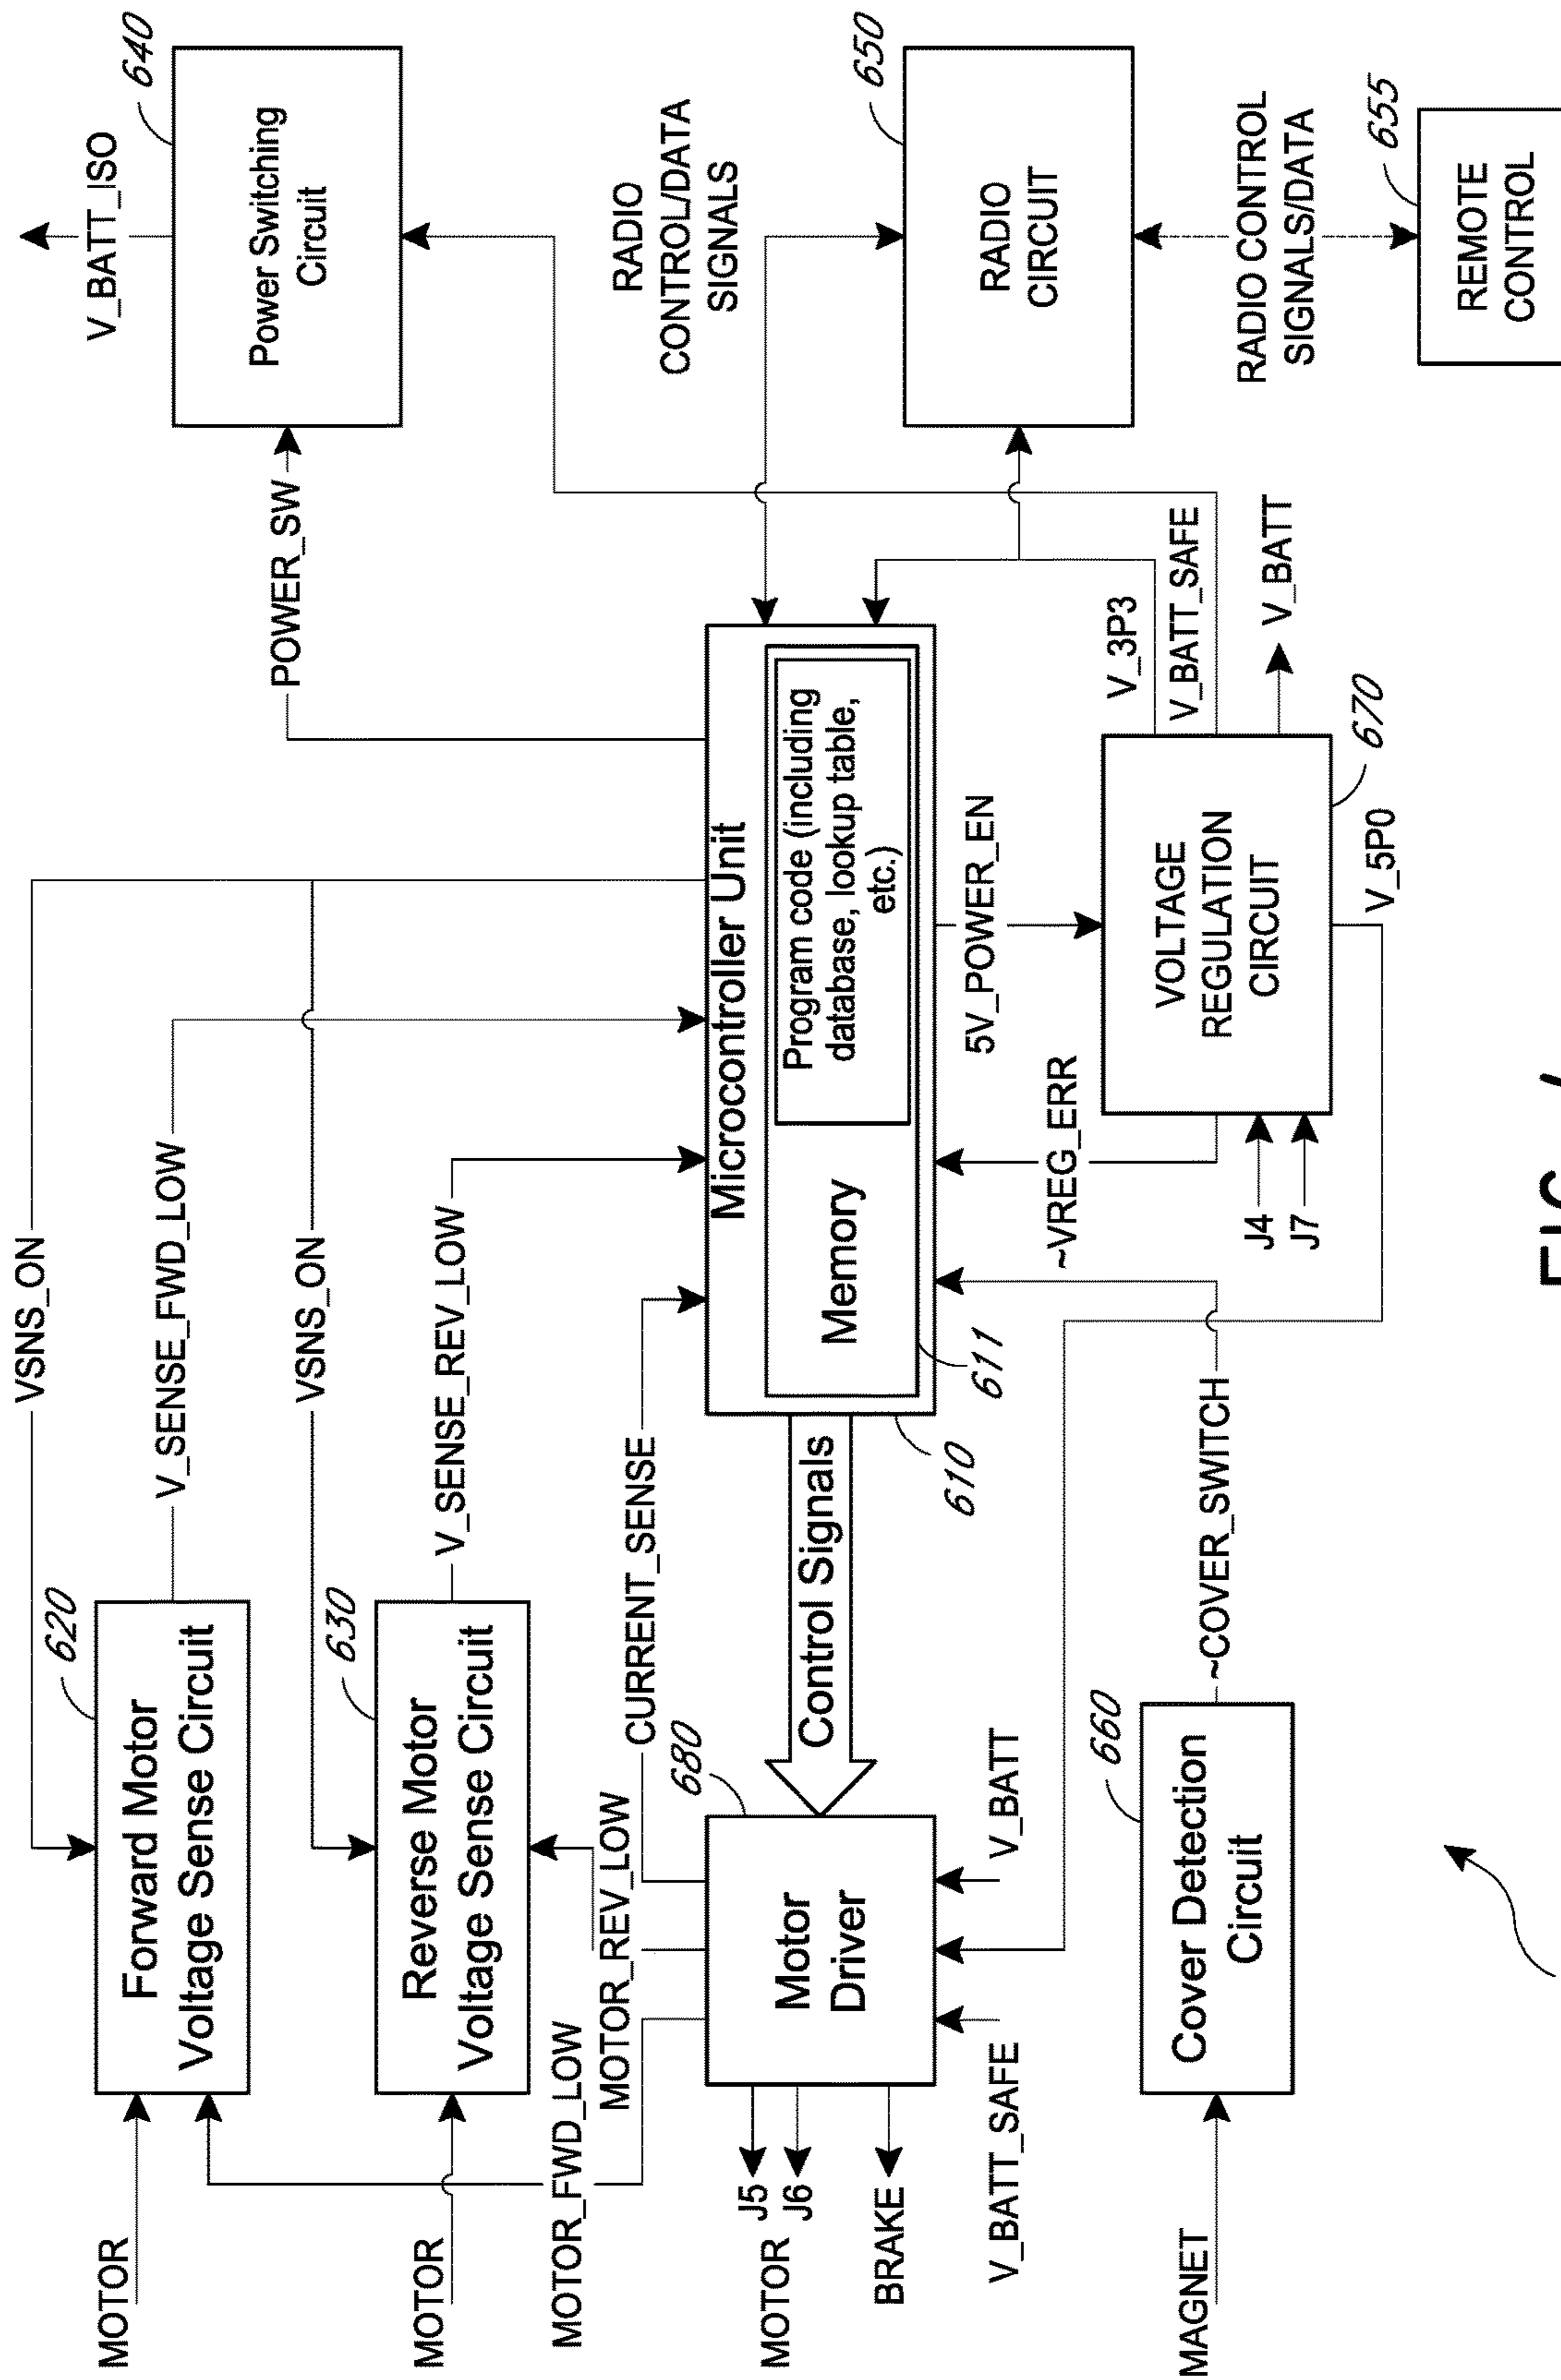 VSNS_ON
V_SENSE_FWD_LOW
VSNS_ON
V_SENSE_REV_LOW
V_BATT_ISO
640
Power Switching
Circuit
POWER_SW
620
Forward Motor
Voltage Sense Circuit
MOTOR
630
Reverse Motor
Voltage Sense Circuit
MOTOR
MOTOR_FWD_LOW
MOTOR_REV_LOW
CURRENT_SENSE
680
Motor
Driver
J5
J6
MOTOR
BRAKE
V_BATT_SAFE
V_BATT
Control Signals
Microcontroller Unit
Memory
Program code (including
database, lookup table,
etc.)
610
611
RADIO
CONTROL/DATA
SIGNALS
650
RADIO
CIRCUIT
RADIO CONTROL
SIGNALS/DATA
655
REMOTE
CONTROL
5V_POWER_EN
~VREG_ERR
V_3P3
V_BATT_SAFE
V_BATT
VOLTAGE
REGULATION
CIRCUIT
670
V_5P0
J4
J7
660
Cover Detection
Circuit
~COVER_SWITCH
MAGNET